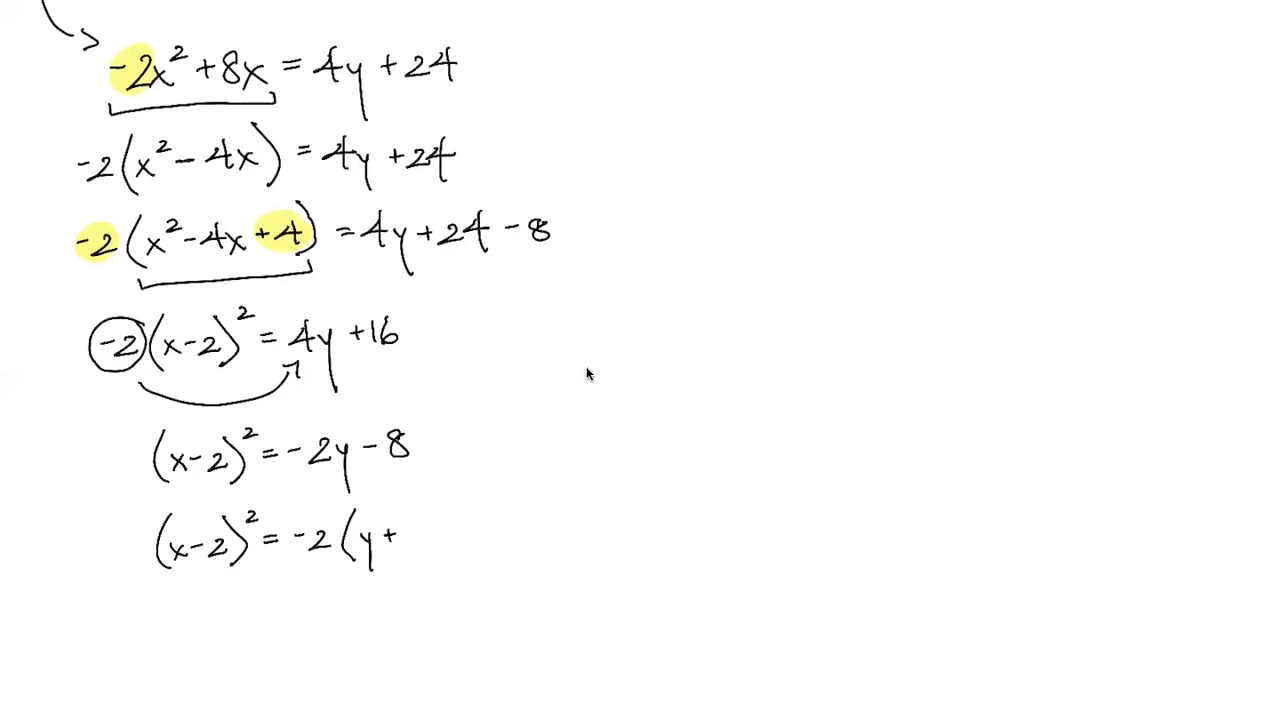 -2x² + 8x = 4y + 24
-2(x² - 4x) = 4y + 24
-2(x² - 4x + 4) = 4y + 24 - 8
-2(x - 2)² = 4y + 16
(x - 2)² = -2y - 8
(x - 2)² = -2(y +